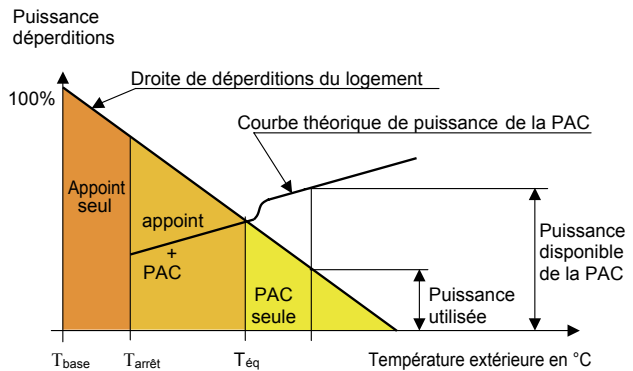 Puissance
déperditions
Droite de déperditions du logement
100%
Courbe théorique de puissance de la PAC
Appoint
seul
appoint
+
PAC
PAC
seule
Puissance
utilisée
Puissance
disponible
de la PAC
Tbase
Tarrêt
Téq
Température extérieure en °C